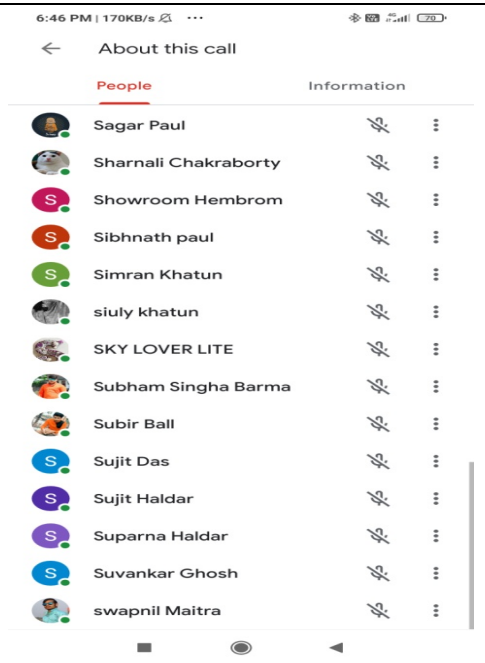 6:46 PM | 170KB/s ... 4G 70
About this call
People Information
Sagar Paul
Sharnali Chakraborty
S Showroom Hembrom
S Sibhnath paul
S Simran Khatun
siuly khatun
SKY LOVER LITE
Subham Singha Barma
Subir Ball
S Sujit Das
S Sujit Haldar
S Suparna Haldar
S Suvankar Ghosh
swapnil Maitra